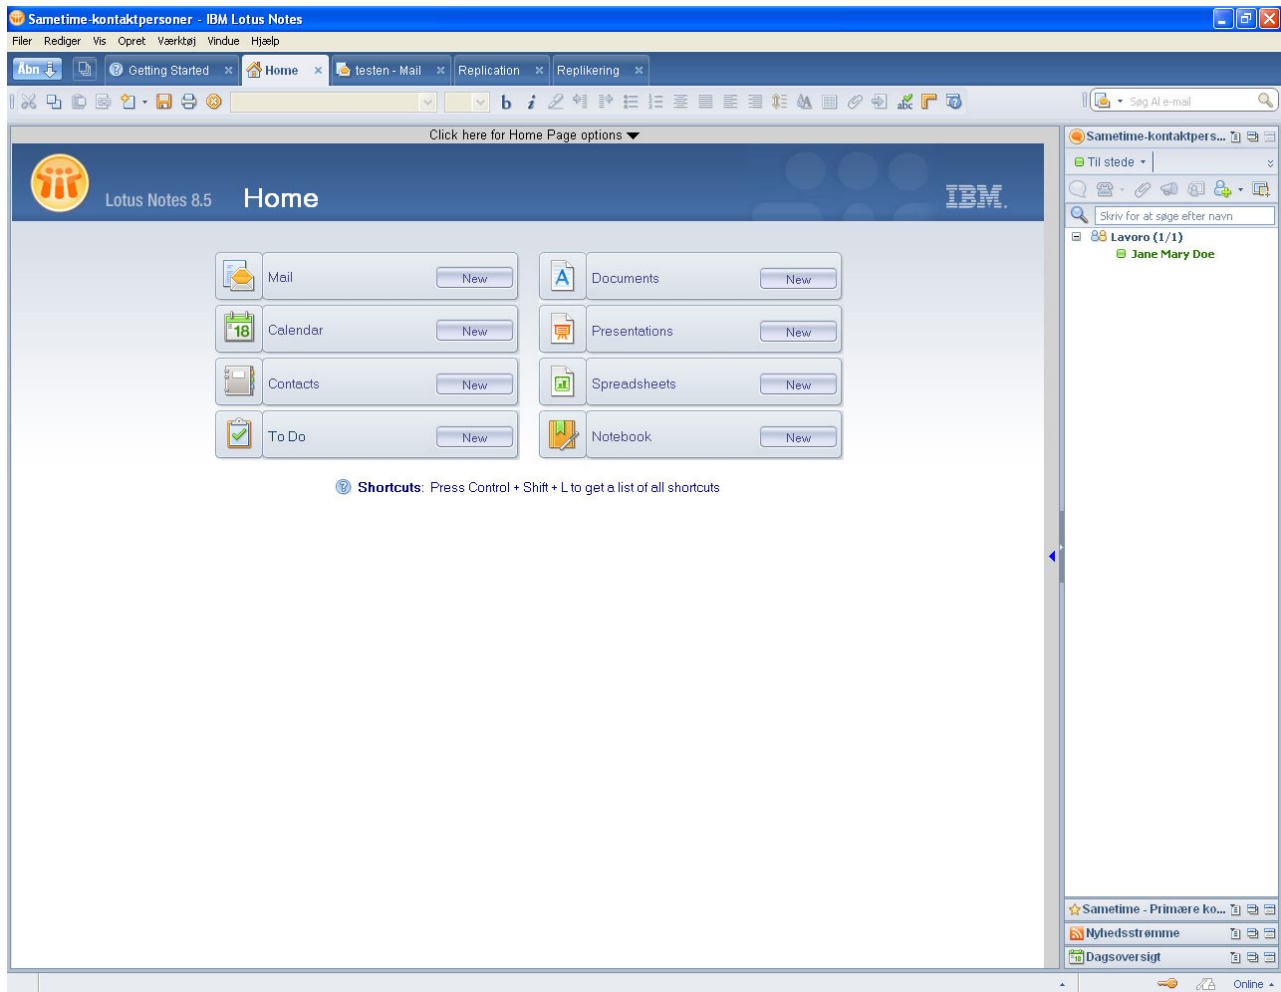 Sametime-kontaktpersoner - IBM Lotus Notes
Filer Rediger Vis Opret Værktøj Vindue Hjælp
Åbn Getting Started Home testen - Mail Replication Replikering
b i Søg Al e-mail
Click here for Home Page options
Lotus Notes 8.5 Home IBM.
Mail New Documents New
18 Calendar New Presentations New
Contacts New Spreadsheets New
To Do New Notebook New
Shortcuts: Press Control + Shift + L to get a list of all shortcuts
Sametime-kontaktpers...
Til stede
Skriv for at søge efter navn
Lavoro (1/1)
Jane Mary Doe
Sametime - Primære ko...
Nyhedsstrømme
18 Dagsoversigt
Online